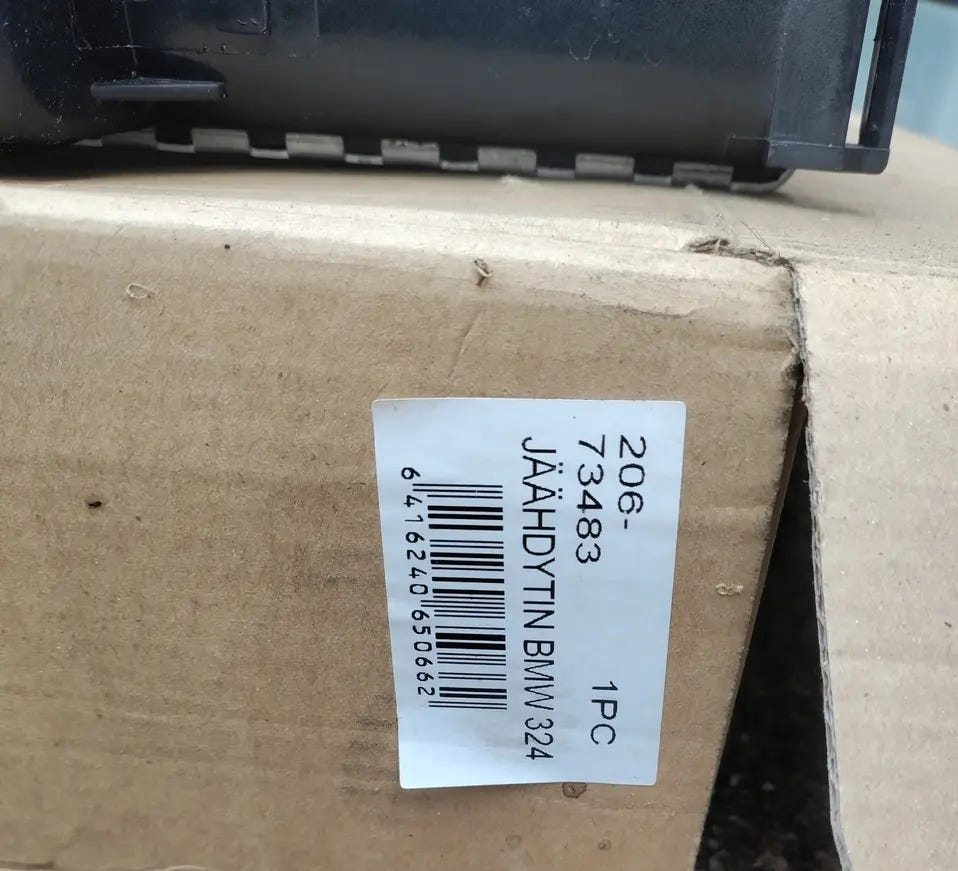 206-
73483 1PC
JÄÄHDYTIN BMW 324
6 416240 650662